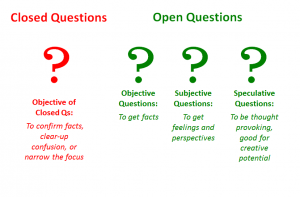 Closed Questions
Open Questions
?
Objective of
Closed Qs:
To confirm facts,
clear-up
confusion, or
narrow the focus
?
Objective
Questions:
To get facts
?
Subjective
Questions:
To get
feelings and
perspectives
?
Speculative
Questions:
To be thought
provoking,
good for
creative
potential